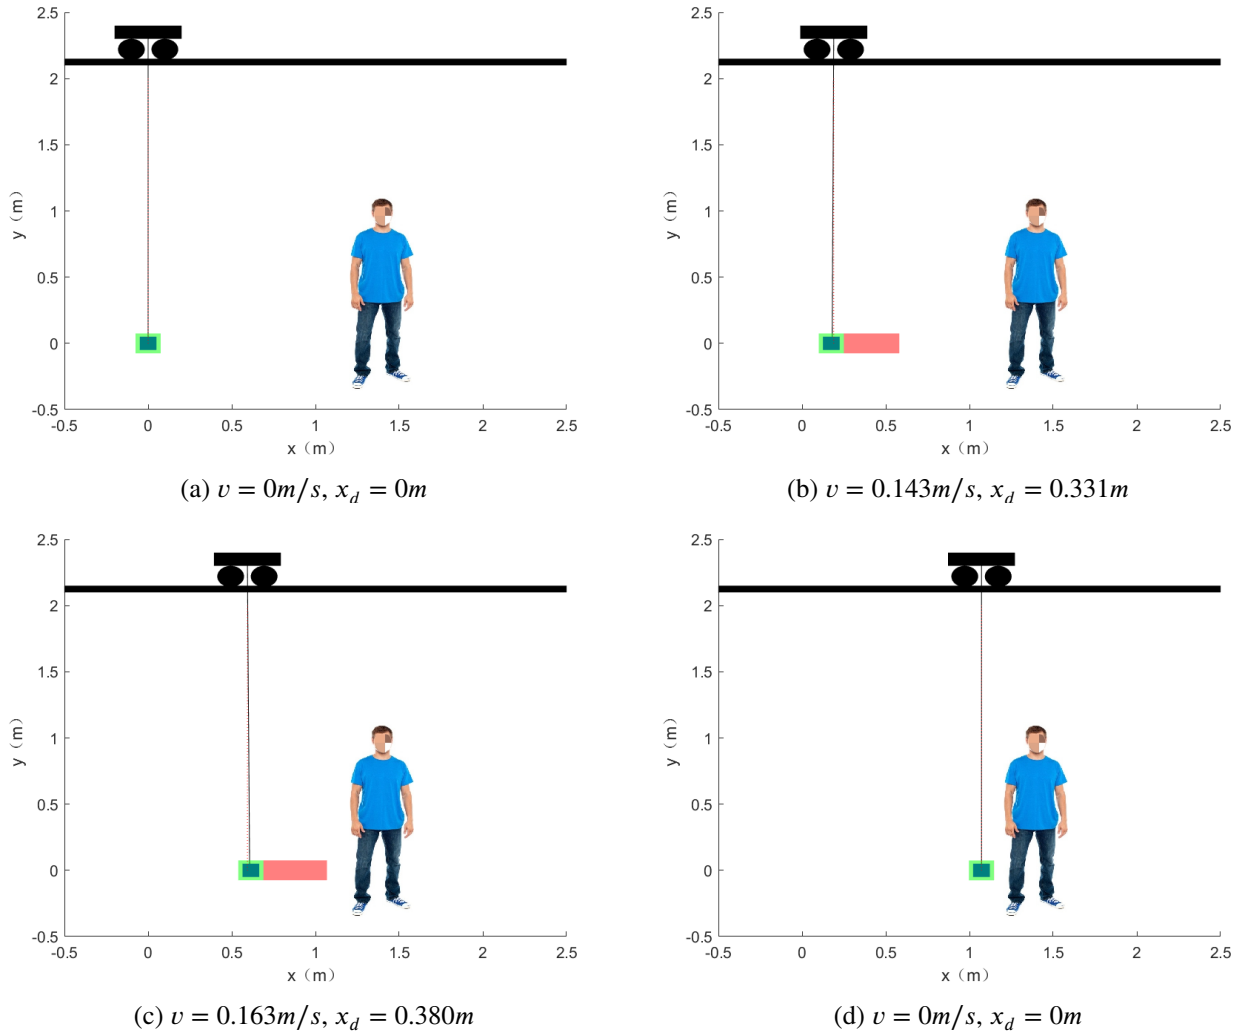 2.5
2
1.5
1
0.5
0
-0.5
y（m）
-0.5 0 0.5 1 1.5 2 2.5
x（m）
(a) v = 0m/s, x_d = 0m
2.5
2
1.5
1
0.5
0
-0.5
y（m）
-0.5 0 0.5 1 1.5 2 2.5
x（m）
(b) v = 0.143m/s, x_d = 0.331m
2.5
2
1.5
1
0.5
0
-0.5
y（m）
-0.5 0 0.5 1 1.5 2 2.5
x（m）
(c) v = 0.163m/s, x_d = 0.380m
2.5
2
1.5
1
0.5
0
-0.5
y（m）
-0.5 0 0.5 1 1.5 2 2.5
x（m）
(d) v = 0m/s, x_d = 0m